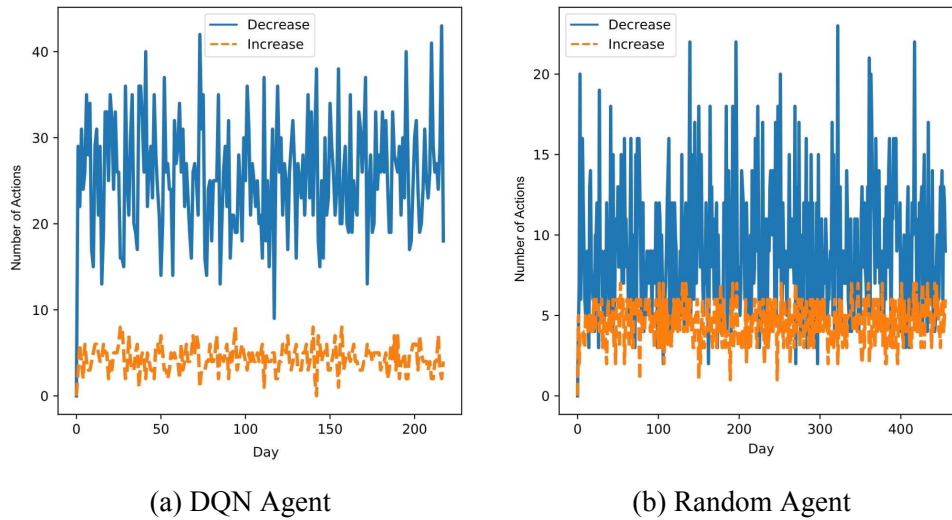 Decrease
Increase
40
30
20
10
0
Number of Actions
0 50 100 150 200
Day
(a) DQN Agent
Decrease
Increase
20
15
10
5
0
Number of Actions
0 100 200 300 400
Day
(b) Random Agent